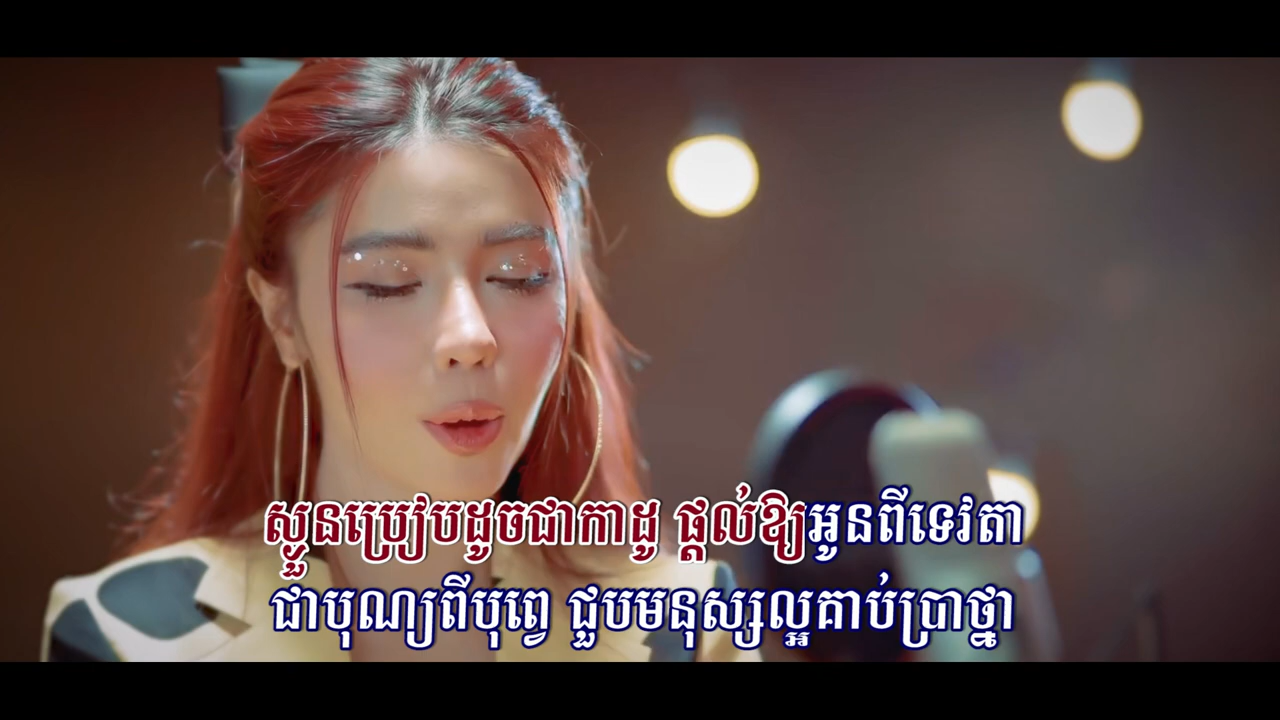 ស្ងួនប្រៀបដូចជាកាដូ ផ្តល់ឱ្យអូនពីទេវតា
ជាបុណ្យពីបុព្វេ ជួបមនុស្សល្អគាប់ប្រាថ្នា